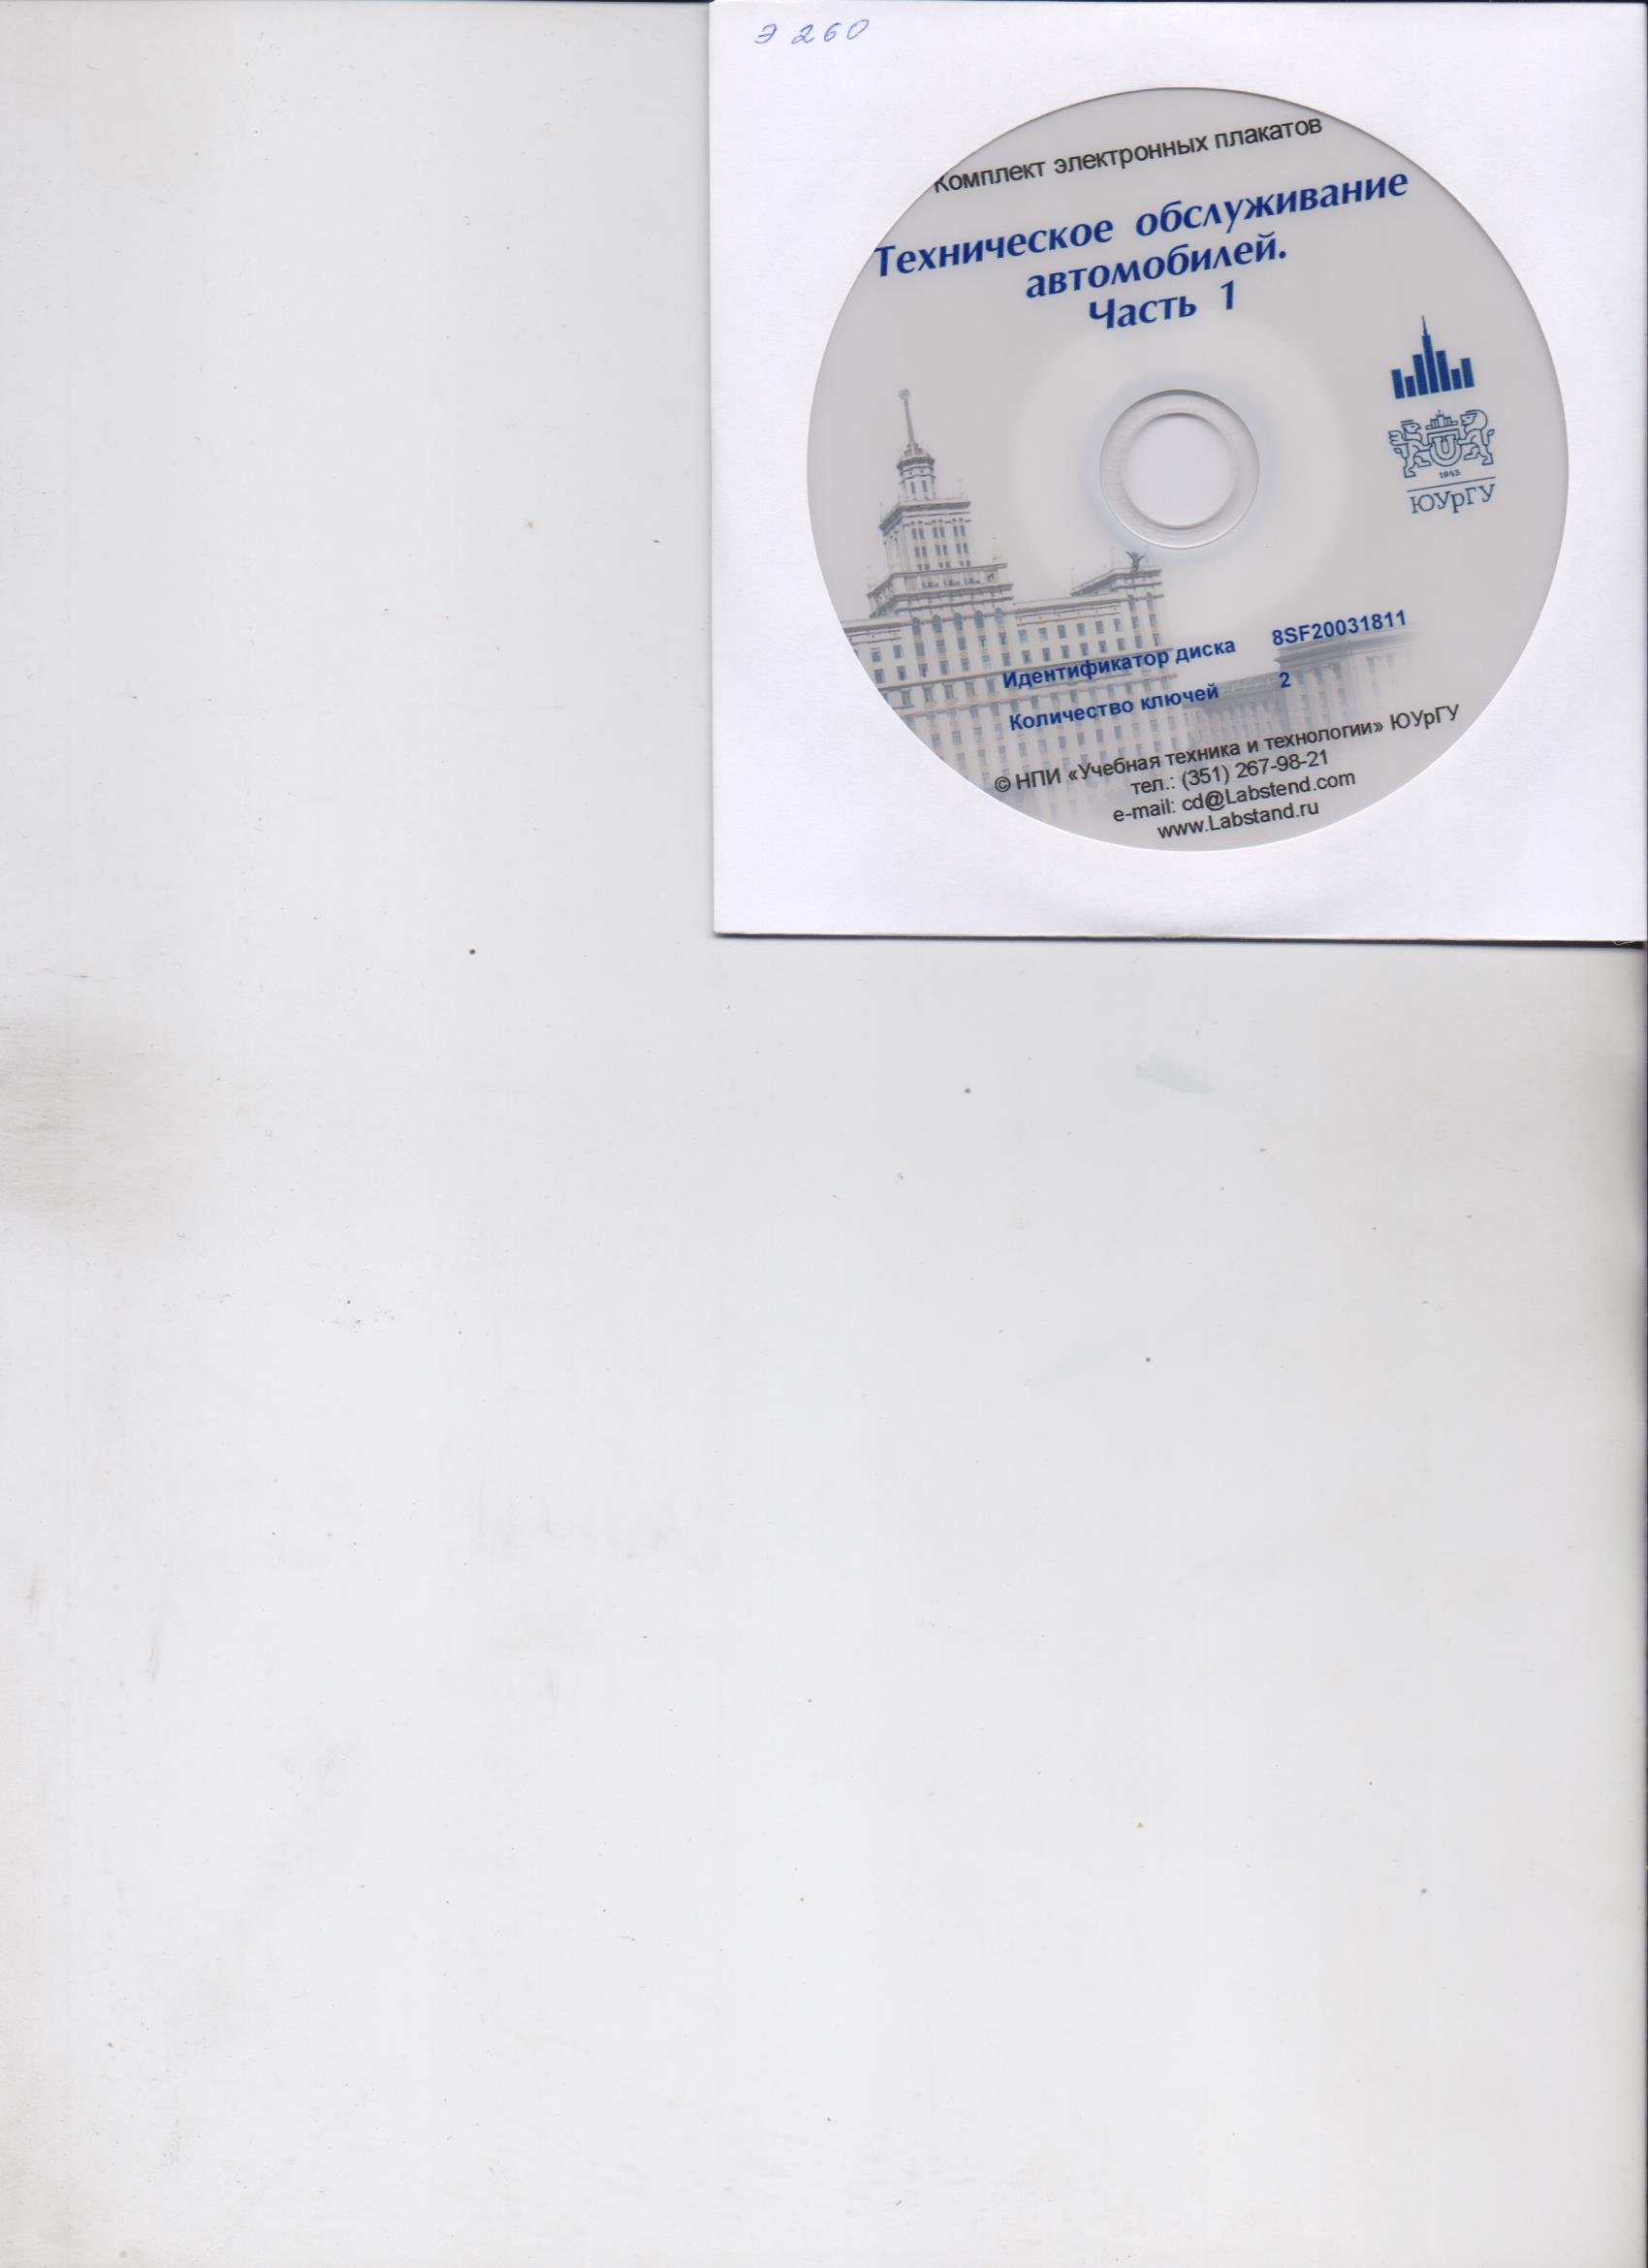 Э 260
Комплект электронных плакатов
Техническое обслуживание
автомобилей.
Часть 1
1943
ЮУрГУ
Идентификатор диска 8SF20031811
Количество ключей 2
© НПИ «Учебная техника и технологии» ЮУрГУ
тел.: (351) 267-98-21
e-mail: cd@Labstend.com
www.Labstand.ru